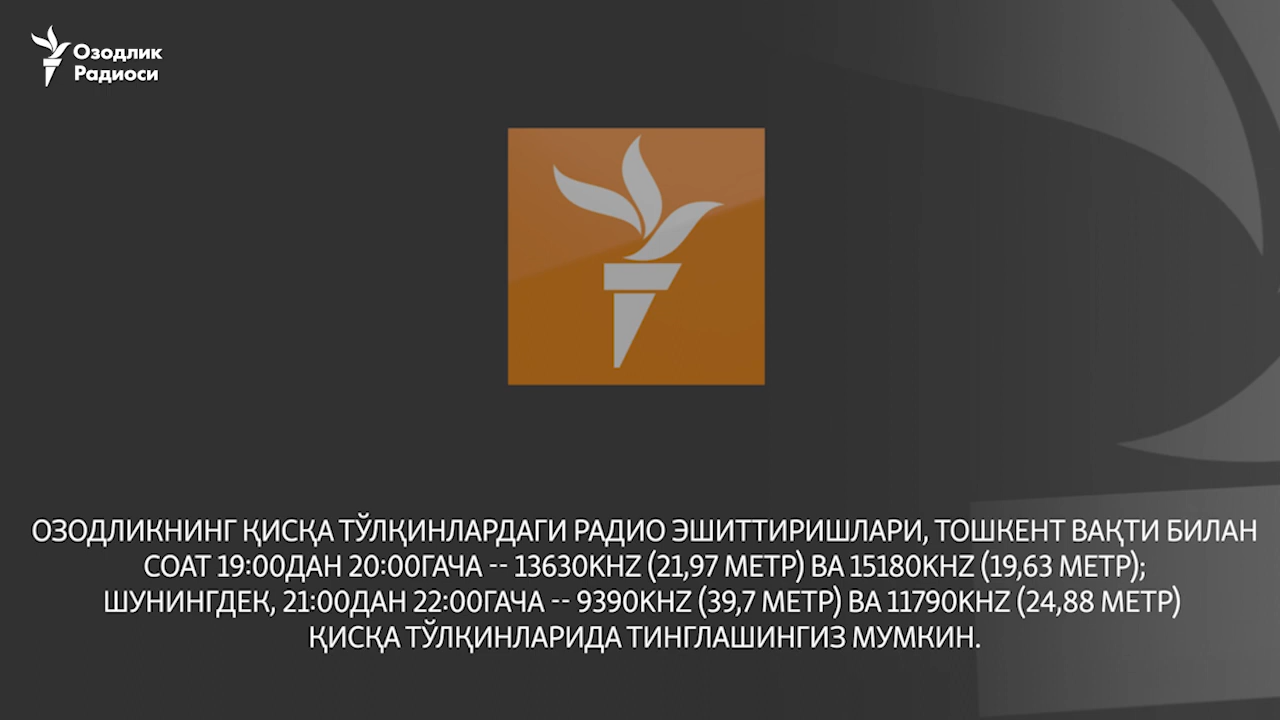 Озодлик
Радиоси
ОЗОДЛИКНИНГ ҚИСҚА ТЎЛҚИНЛАРДАГИ РАДИО ЭШИТТИРИШЛАРИ, ТОШКЕНТ ВАҚТИ БИЛАН
СОАТ 19:00ДАН 20:00ГАЧА -- 13630KHZ (21,97 МЕТР) ВА 15180KHZ (19,63 МЕТР);
ШУНИНГДЕК, 21:00ДАН 22:00ГАЧА -- 9390KHZ (39,7 МЕТР) ВА 11790KHZ (24,88 МЕТР)
ҚИСҚА ТЎЛҚИНЛАРИДА ТИНГЛАШИНГИЗ МУМКИН.